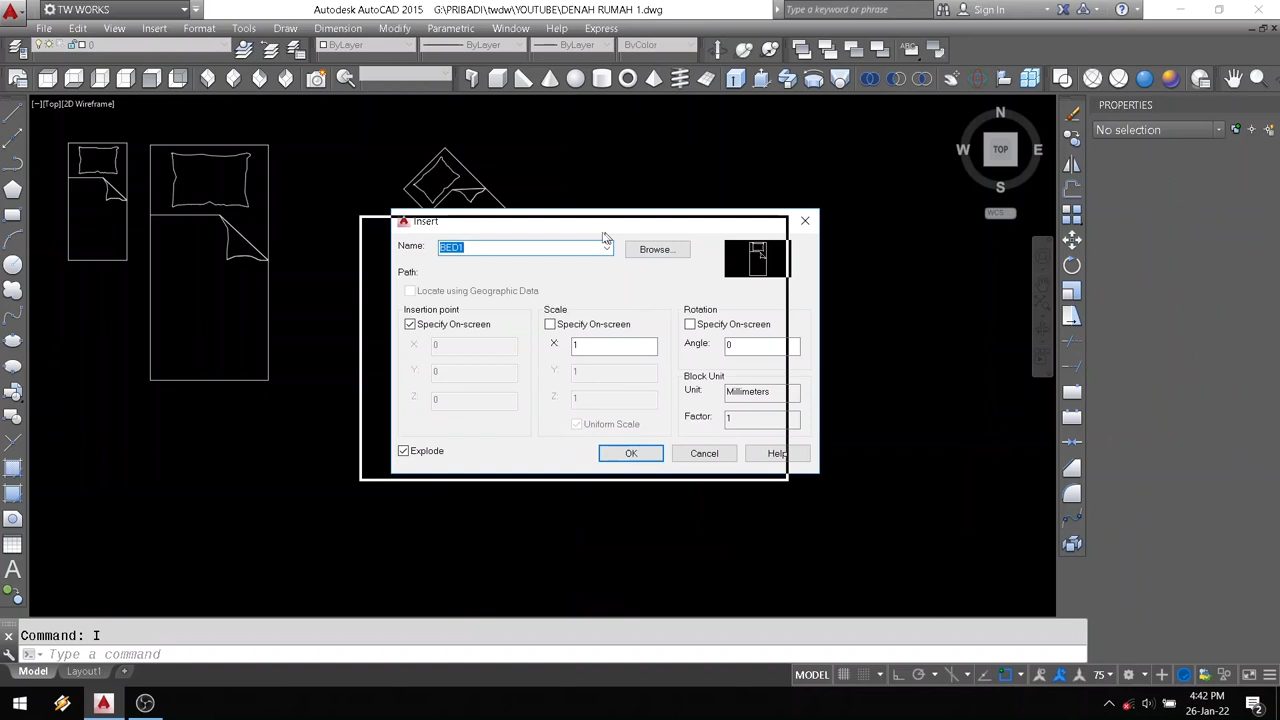 TW WORKS
Autodesk AutoCAD 2015 G:\PRIBADI\twdw\YOUTUBE\DENAH RUMAH 1.dwg
Type a keyword or phrase
Sign In
File Edit View Insert Format Tools Draw Dimension Modify Parametric Window Help Express
0
ByLayer
ByLayer
ByLayer
ByColor
ABC
[−][Top][2D Wireframe]
N
W
TOP
E
S
WCS
PROPERTIES
No selection
Insert
Name:
BED1
Browse...
Path:
Locate using Geographic Data
Insertion point
Specify On-screen
X: 0
Y: 0
Z: 0
Scale
Specify On-screen
X: 1
Y: 1
Z: 1
Uniform Scale
Rotation
Specify On-screen
Angle: 0
Block Unit
Unit: Millimeters
Factor: 1
Explode
OK
Cancel
Help
A
Command: I
Type a command
Model
Layout1
+
MODEL
75
4:42 PM
26-Jan-22
2